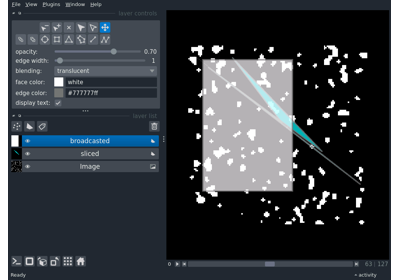 File View Plugins Window Help
layer controls
opacity: 0.70
edge width: 1
blending: translucent
face color: white
edge color: #777777ff
display text:
layer list
broadcasted
sliced
Image
63 127
Ready
activity